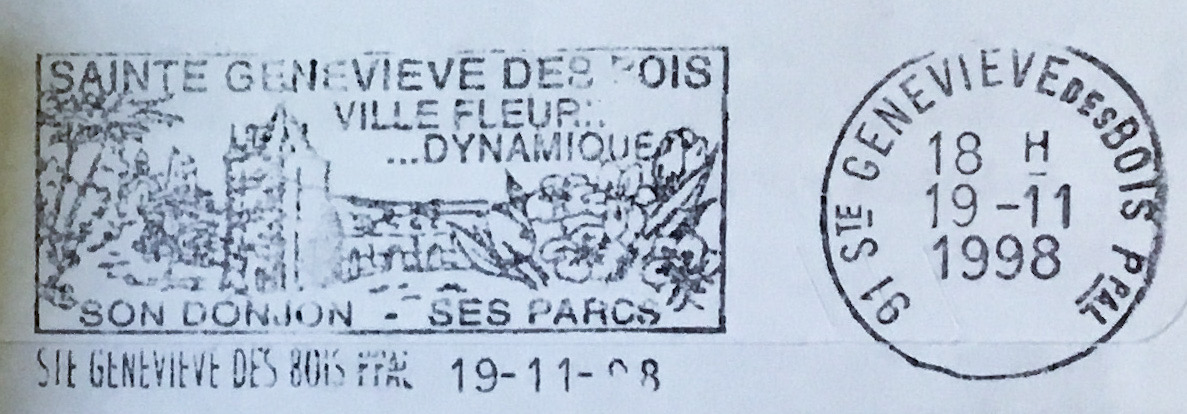 SAINTE GENEVIEVE DES BOIS
VILLE FLEUR...
...DYNAMIQUE
SON DONJON - SES PARCS
STE GENEVIEVE DES BOIS PPAL 19-11-98
91 STE GENEVIEVE DES BOIS PPAL
18 H
19-11
1998